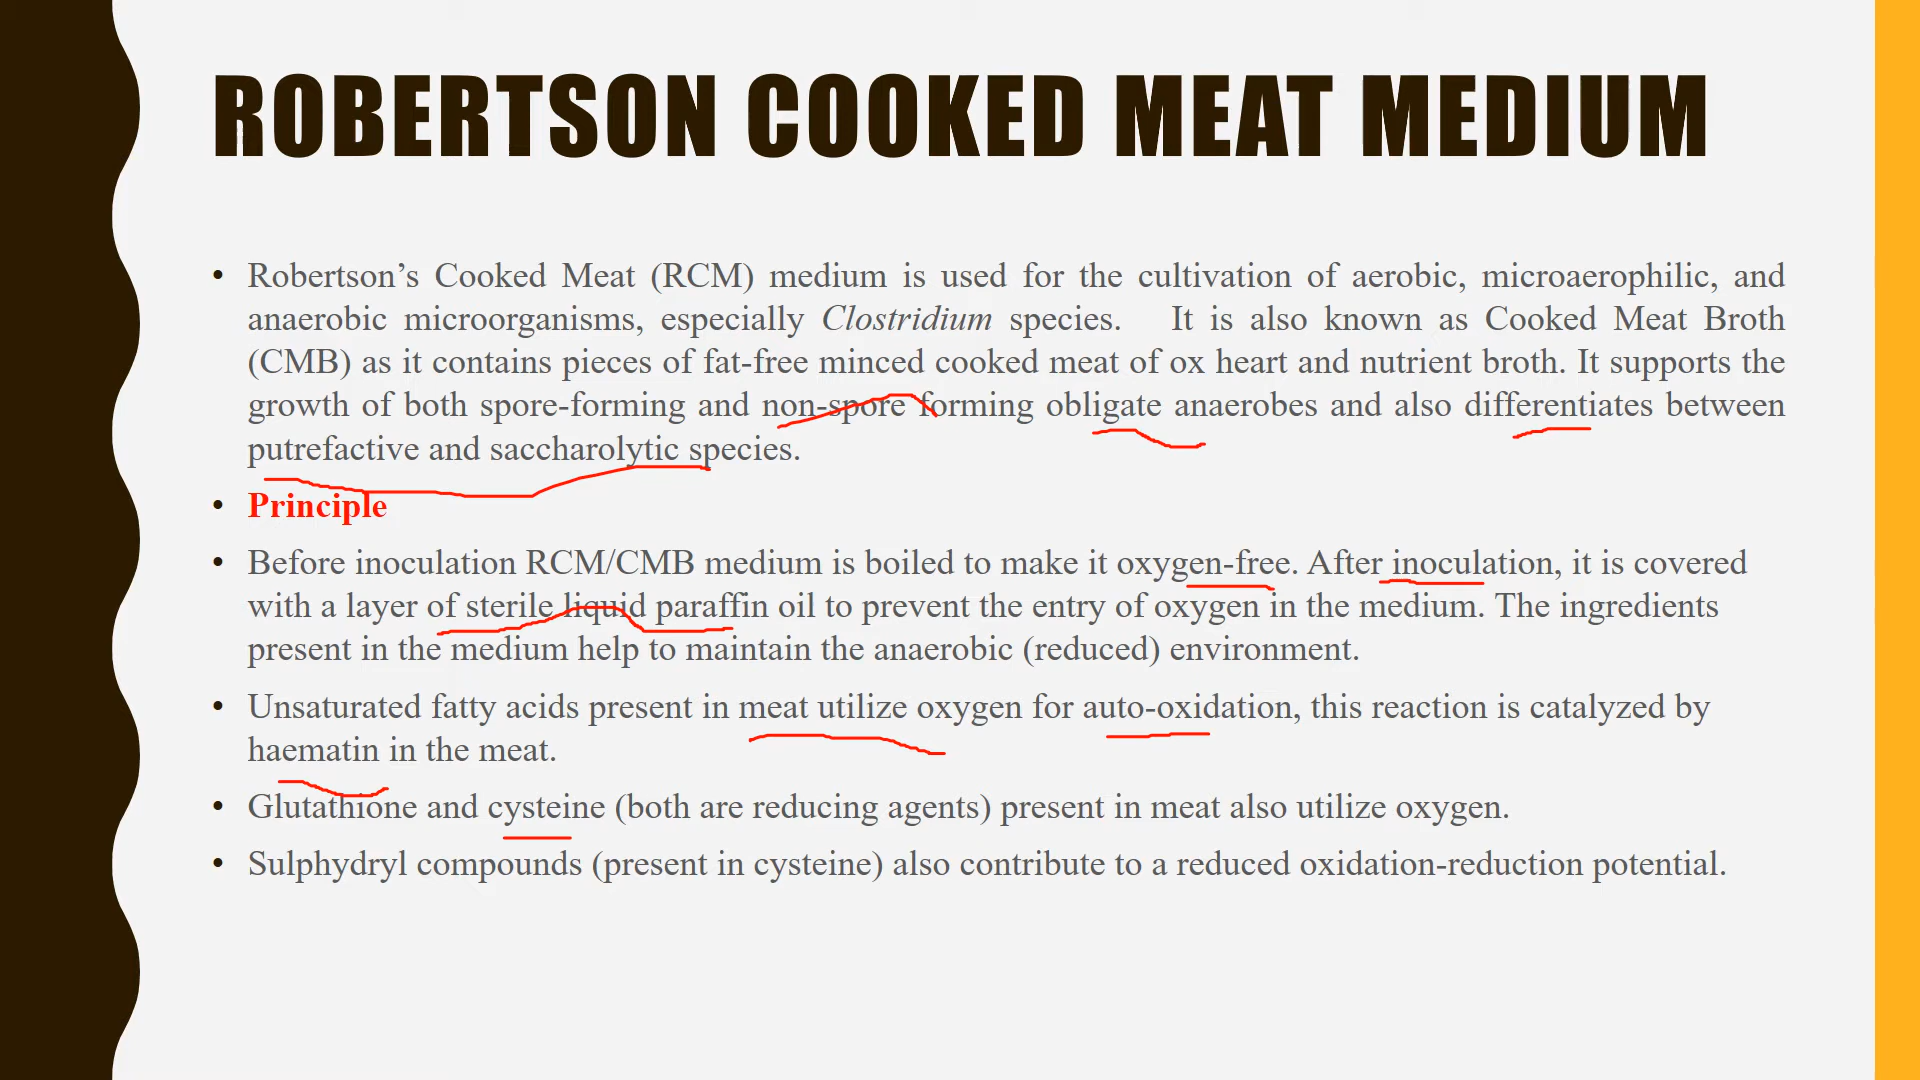 ROBERTSON COOKED MEAT MEDIUM
• Robertson’s Cooked Meat (RCM) medium is used for the cultivation of aerobic, microaerophilic, and
anaerobic microorganisms, especially Clostridium species. It is also known as Cooked Meat Broth
(CMB) as it contains pieces of fat-free minced cooked meat of ox heart and nutrient broth. It supports the
growth of both spore-forming and non-spore forming obligate anaerobes and also differentiates between
putrefactive and saccharolytic species.
• Principle
• Before inoculation RCM/CMB medium is boiled to make it oxygen-free. After inoculation, it is covered
with a layer of sterile liquid paraffin oil to prevent the entry of oxygen in the medium. The ingredients
present in the medium help to maintain the anaerobic (reduced) environment.
• Unsaturated fatty acids present in meat utilize oxygen for auto-oxidation, this reaction is catalyzed by
haematin in the meat.
• Glutathione and cysteine (both are reducing agents) present in meat also utilize oxygen.
• Sulphydryl compounds (present in cysteine) also contribute to a reduced oxidation-reduction potential.